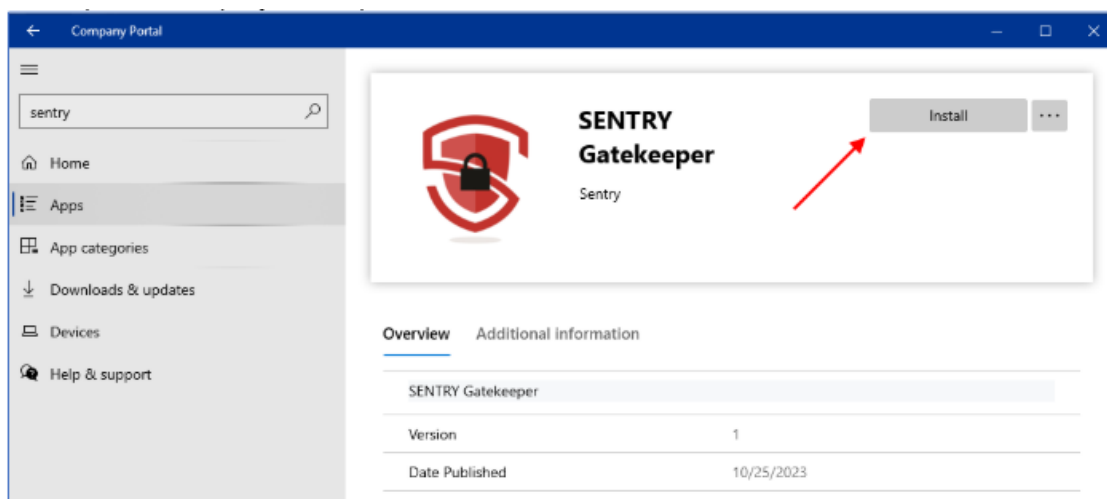 Company Portal
sentry
Home
Apps
App categories
Downloads & updates
Devices
Help & support
SENTRY
Gatekeeper
Sentry
Install
...
Overview Additional information
SENTRY Gatekeeper
Version 1
Date Published 10/25/2023